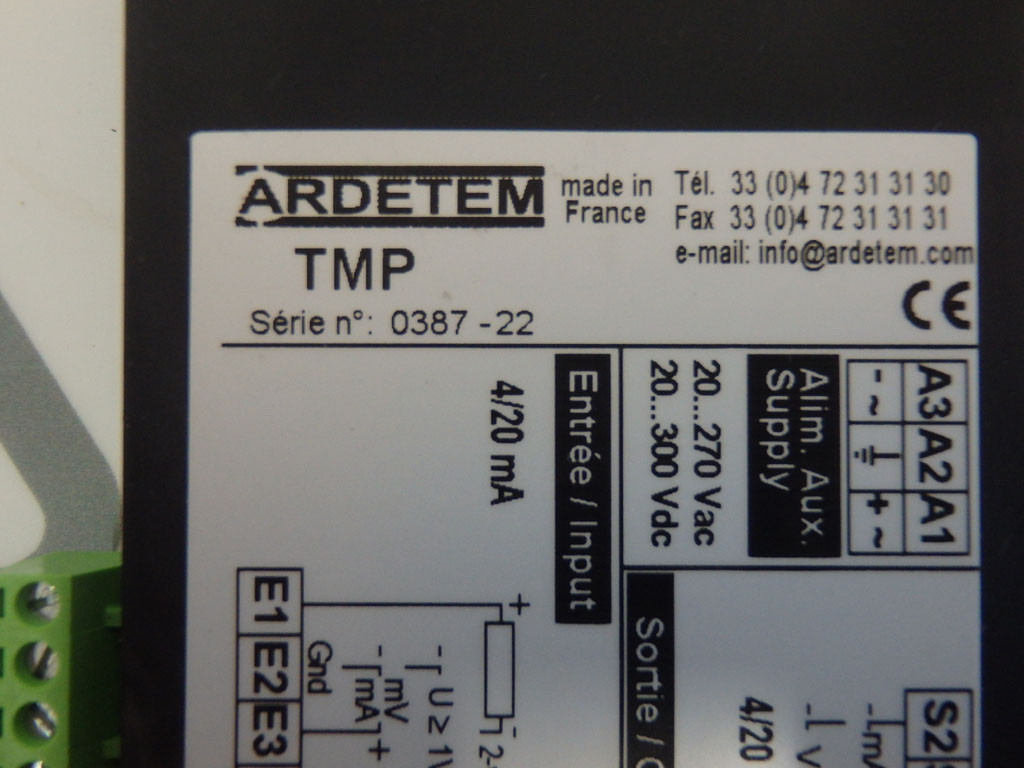 ARDETEM
made in
France
Tél. 33 (0)4 72 31 31 30
Fax 33 (0)4 72 31 31 31
e-mail: info@ardetem.com
TMP
CE
Série n°: 0387 -22
A3 A2 A1
- ~ + ~
Alim. Aux.
Supply
20...270 Vac
20...300 Vdc
Entrée / Input
4/20 mA
Sortie /
4/20
S2
E1 E2 E3
Gnd
+
- mV
- mA +
- U ≥ 1V